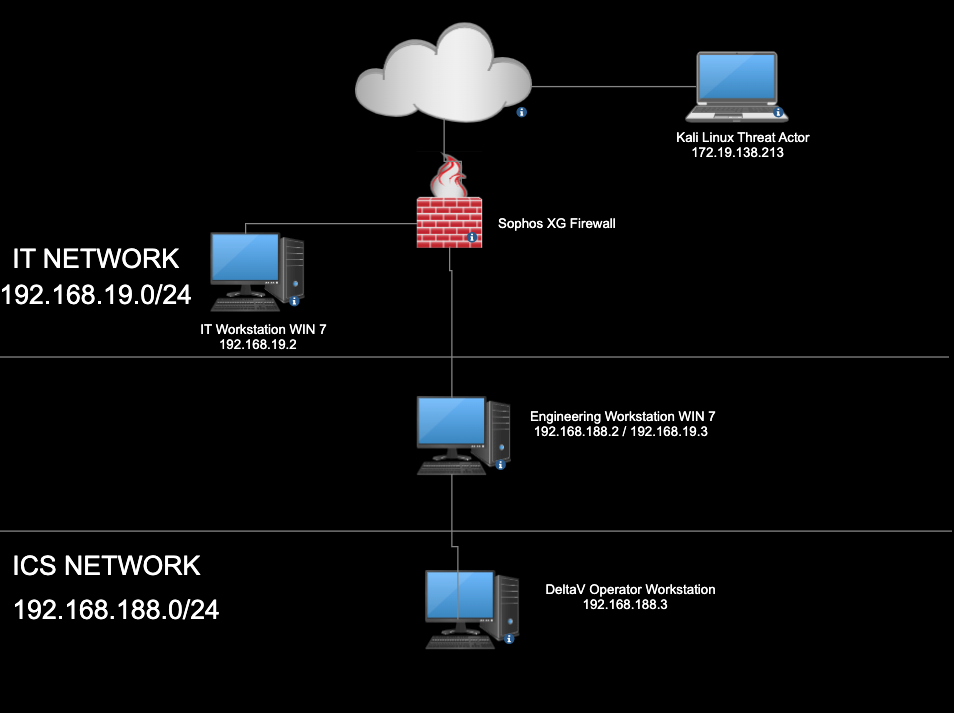 Kali Linux Threat Actor
172.19.138.213
Sophos XG Firewall
IT NETWORK
192.168.19.0/24
IT Workstation WIN 7
192.168.19.2
Engineering Workstation WIN 7
192.168.188.2 / 192.168.19.3
ICS NETWORK
192.168.188.0/24
DeltaV Operator Workstation
192.168.188.3